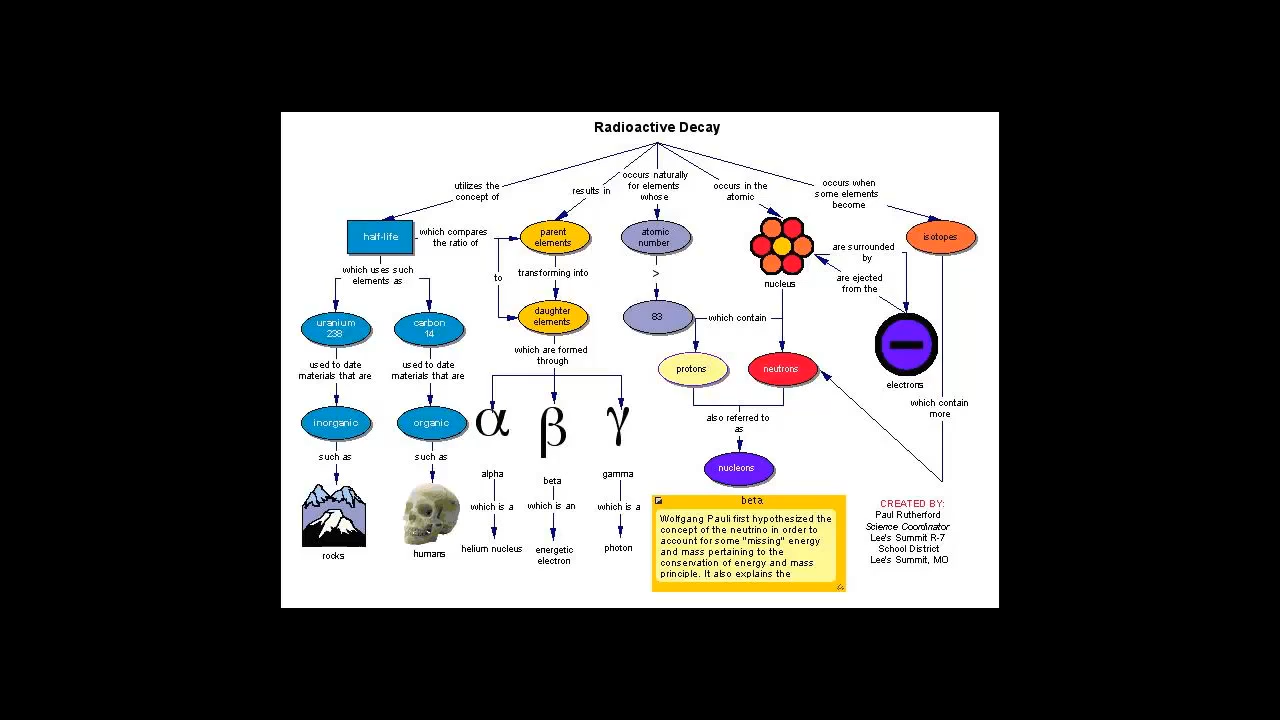 Radioactive Decay
utilizes the
concept of
results in
occurs naturally
for elements
whose
occurs in the
atomic
occurs when
some elements
become
half-life
which compares
the ratio of
parent
elements
atomic
number
isotopes
are surrounded
by
which uses such
elements as
to
transforming into
>
nucleus
are ejected
from the
uranium
238
carbon
14
daughter
elements
83
which contain
used to date
materials that are
used to date
materials that are
which are formed
through
protons
neutrons
electrons
which contain
more
inorganic
organic
α
β
γ
also referred to
as
such as
such as
alpha
beta
gamma
nucleons
which is a
which is an
which is a
rocks
humans
helium nucleus
energetic
electron
photon
beta
Wolfgang Pauli first hypothesized the
concept of the neutrino in order to
account for some "missing" energy
and mass pertaining to the
conservation of energy and mass
principle. It also explains the
CREATED BY:
Paul Rutherford
Science Coordinator
Lee's Summit R-7
School District
Lee's Summit, MO